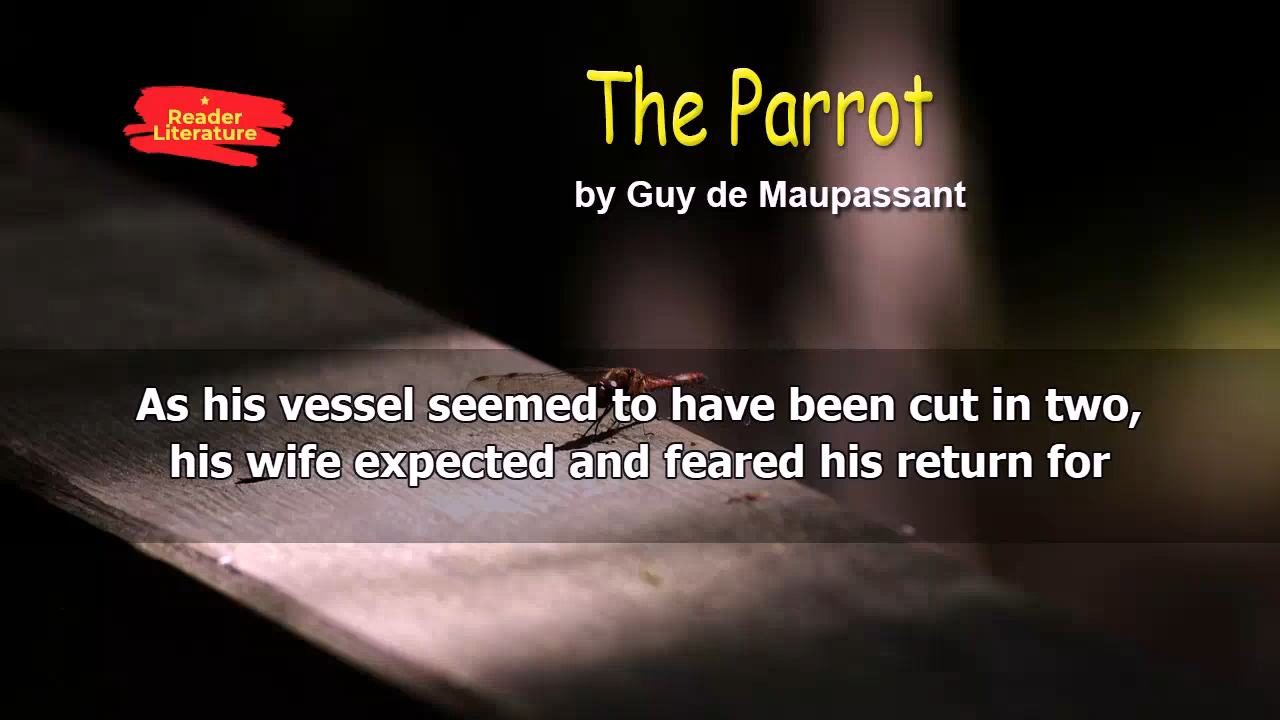 The Parrot
Reader
Literature
by Guy de Maupassant
As his vessel seemed to have been cut in two,
his wife expected and feared his return for